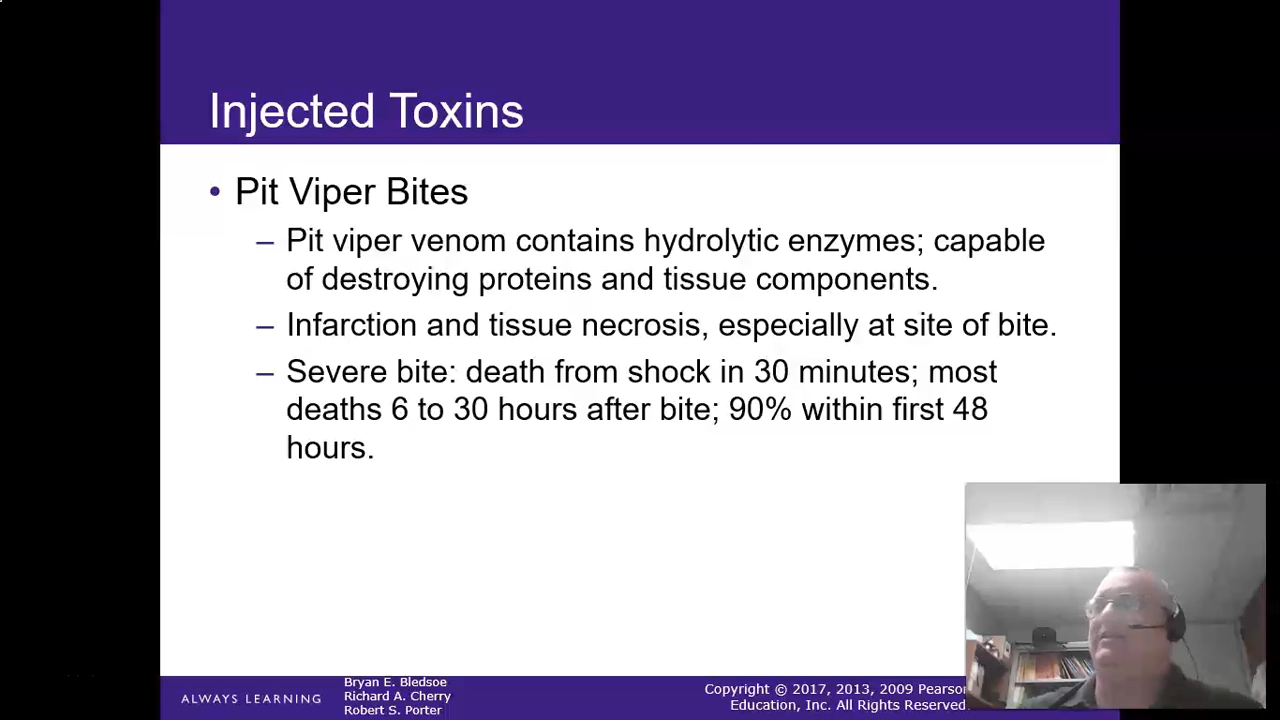 Injected Toxins
• Pit Viper Bites
– Pit viper venom contains hydrolytic enzymes; capable
of destroying proteins and tissue components.
– Infarction and tissue necrosis, especially at site of bite.
– Severe bite: death from shock in 30 minutes; most
deaths 6 to 30 hours after bite; 90% within first 48
hours.
ALWAYS LEARNING
Bryan E. Bledsoe
Richard A. Cherry
Robert S. Porter
Copyright © 2017, 2013, 2009 Pearson
Education, Inc. All Rights Reserved.